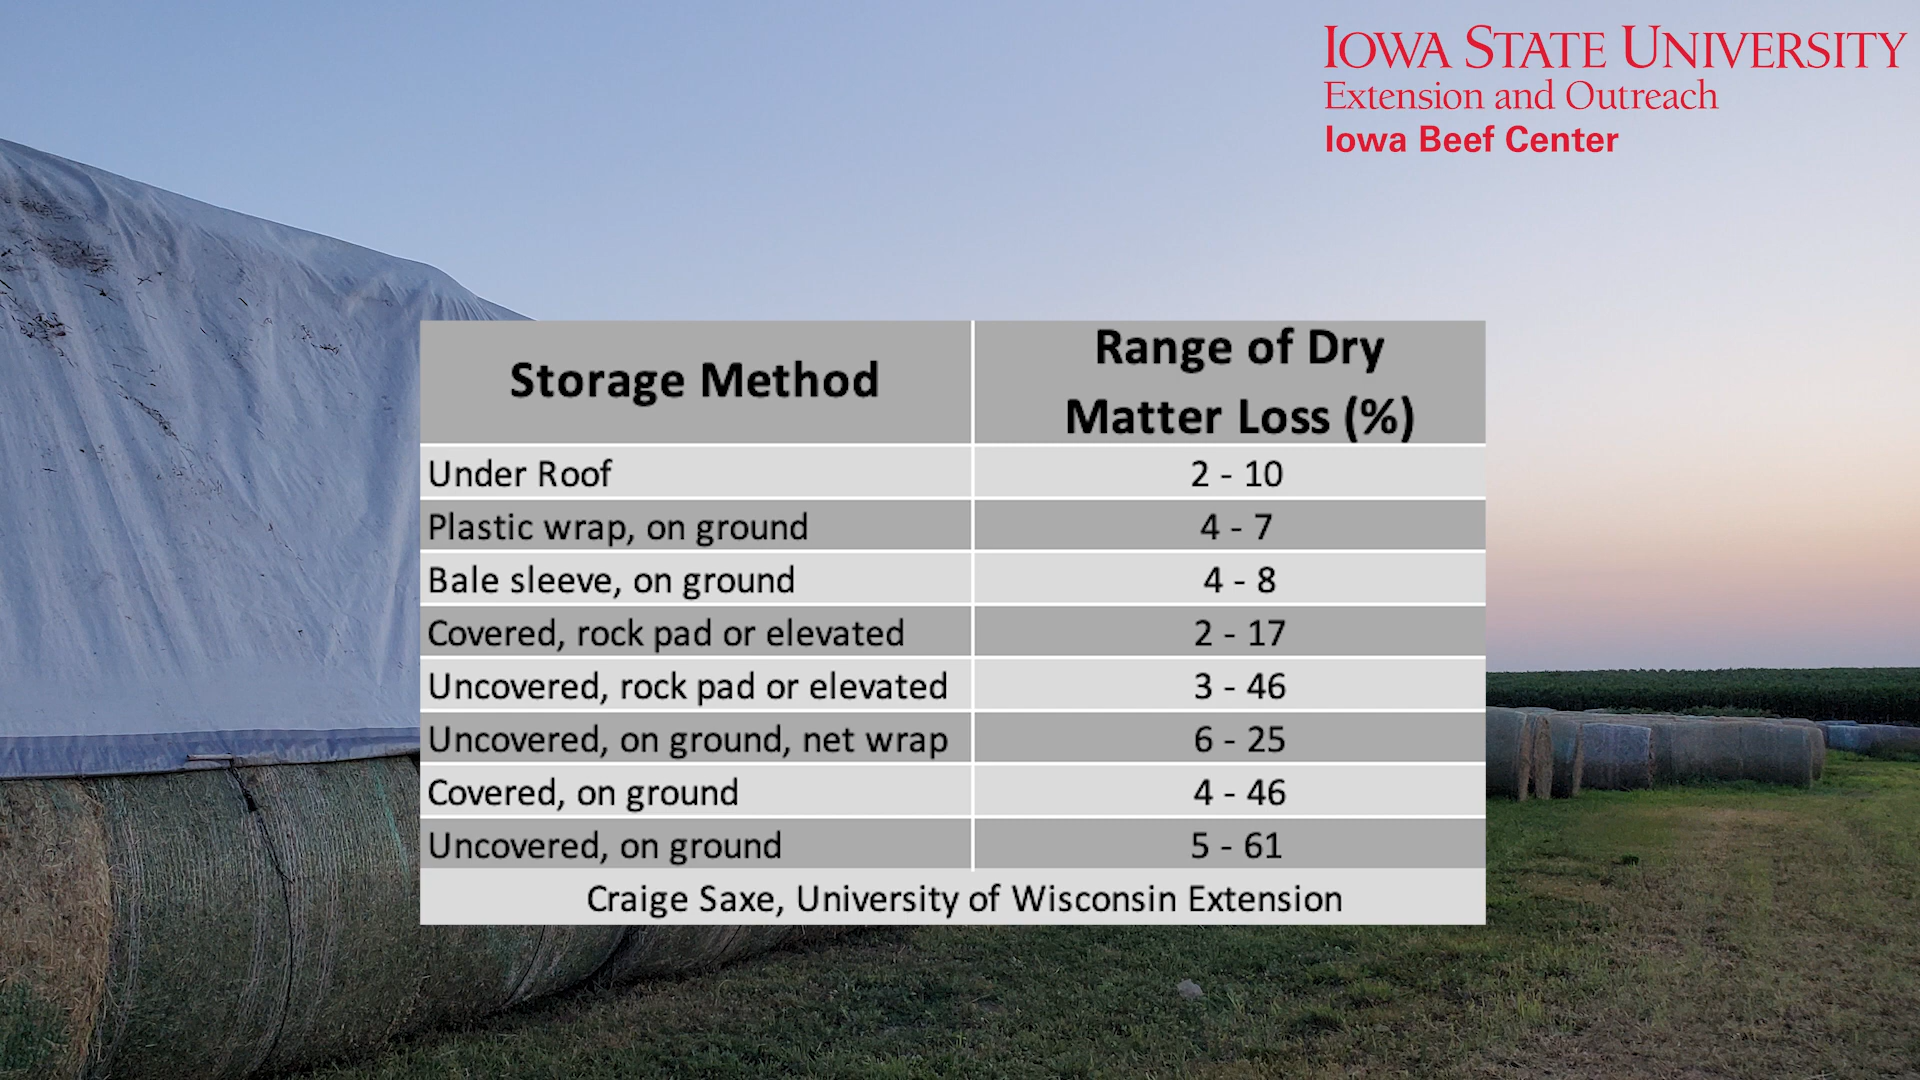 IOWA STATE UNIVERSITY
Extension and Outreach
Iowa Beef Center
Storage Method Range of Dry
Matter Loss (%)
Under Roof 2 - 10
Plastic wrap, on ground 4 - 7
Bale sleeve, on ground 4 - 8
Covered, rock pad or elevated 2 - 17
Uncovered, rock pad or elevated 3 - 46
Uncovered, on ground, net wrap 6 - 25
Covered, on ground 4 - 46
Uncovered, on ground 5 - 61
Craige Saxe, University of Wisconsin Extension